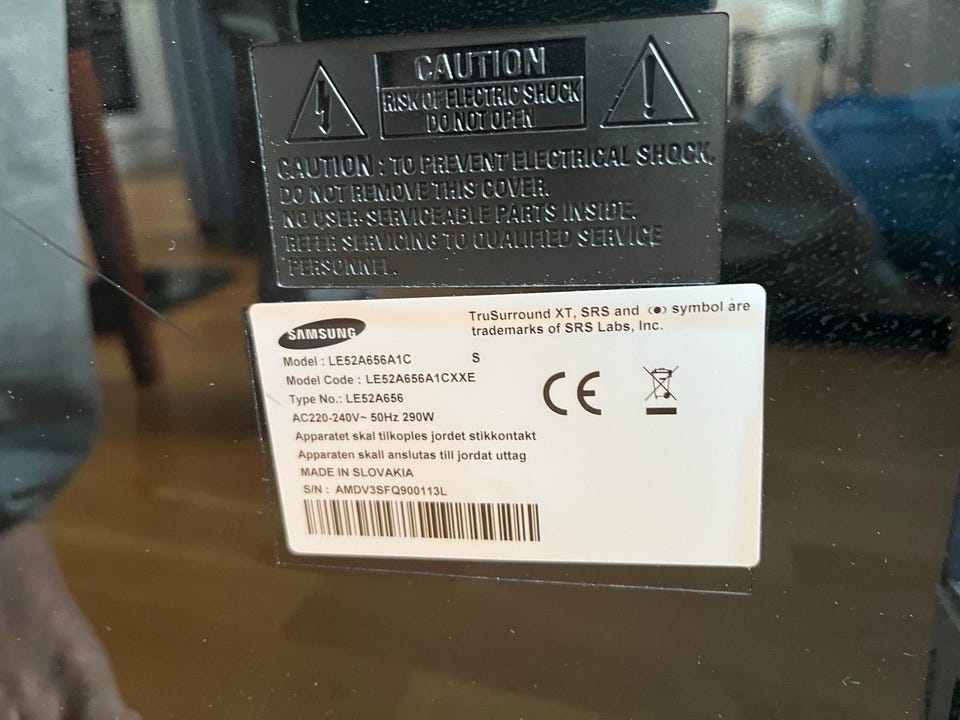 CAUTION
RISK OF ELECTRIC SHOCK
DO NOT OPEN
CAUTION : TO PREVENT ELECTRICAL SHOCK,
DO NOT REMOVE THIS COVER.
NO USER-SERVICEABLE PARTS INSIDE.
REFER SERVICING TO QUALIFIED SERVICE
PERSONNEL.
SAMSUNG
TruSurround XT, SRS and symbol are
trademarks of SRS Labs, Inc.
Model : LE52A656A1C S
Model Code : LE52A656A1CXXE
Type No.: LE52A656
AC220-240V~ 50Hz 290W
Apparatet skal tilkoples jordet stikkontakt
Apparaten skall anslutas till jordat uttag
MADE IN SLOVAKIA
S/N : AMDV3SFQ900113L
CE